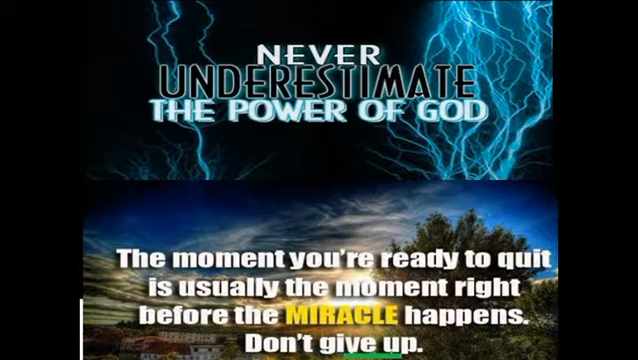 NEVER
UNDERESTIMATE
THE POWER OF GOD
The moment you're ready to quit
is usually the moment right
before the MIRACLE happens.
Don't give up.